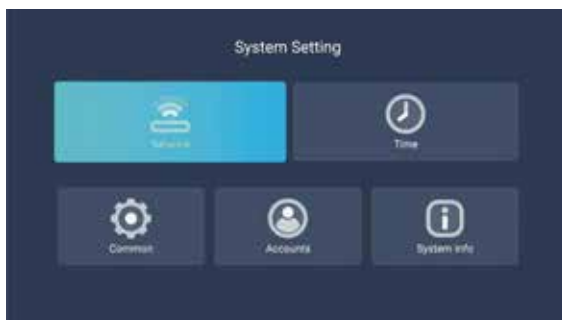 System Setting
Network
Time
Common
Accounts
System info